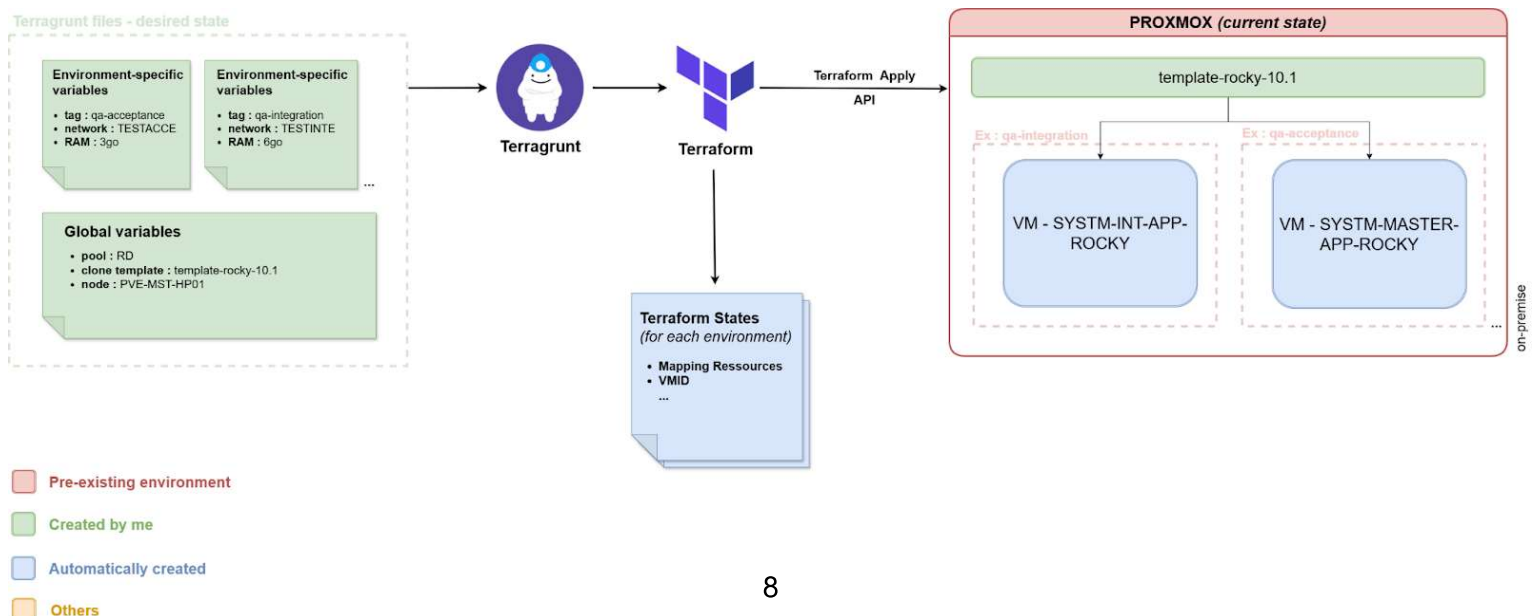 Terragrunt files - desired state
Environment-specific
variables
• tag : qa-acceptance
• network : TESTACCE
• RAM : 3go
Environment-specific
variables
• tag : qa-integration
• network : TESTINTE
• RAM : 6go
...
Global variables
• pool : RD
• clone template : template-rocky-10.1
• node : PVE-MST-HP01
Terragrunt
Terraform
Terraform Apply
API
Terraform States
(for each environment)
• Mapping Ressources
• VMID
...
PROXMOX (current state)
template-rocky-10.1
Ex : qa-integration
VM - SYSTM-INT-APP-
ROCKY
Ex : qa-acceptance
VM - SYSTM-MASTER-
APP-ROCKY
...
on-premise
Pre-existing environment
Created by me
Automatically created
Others
8